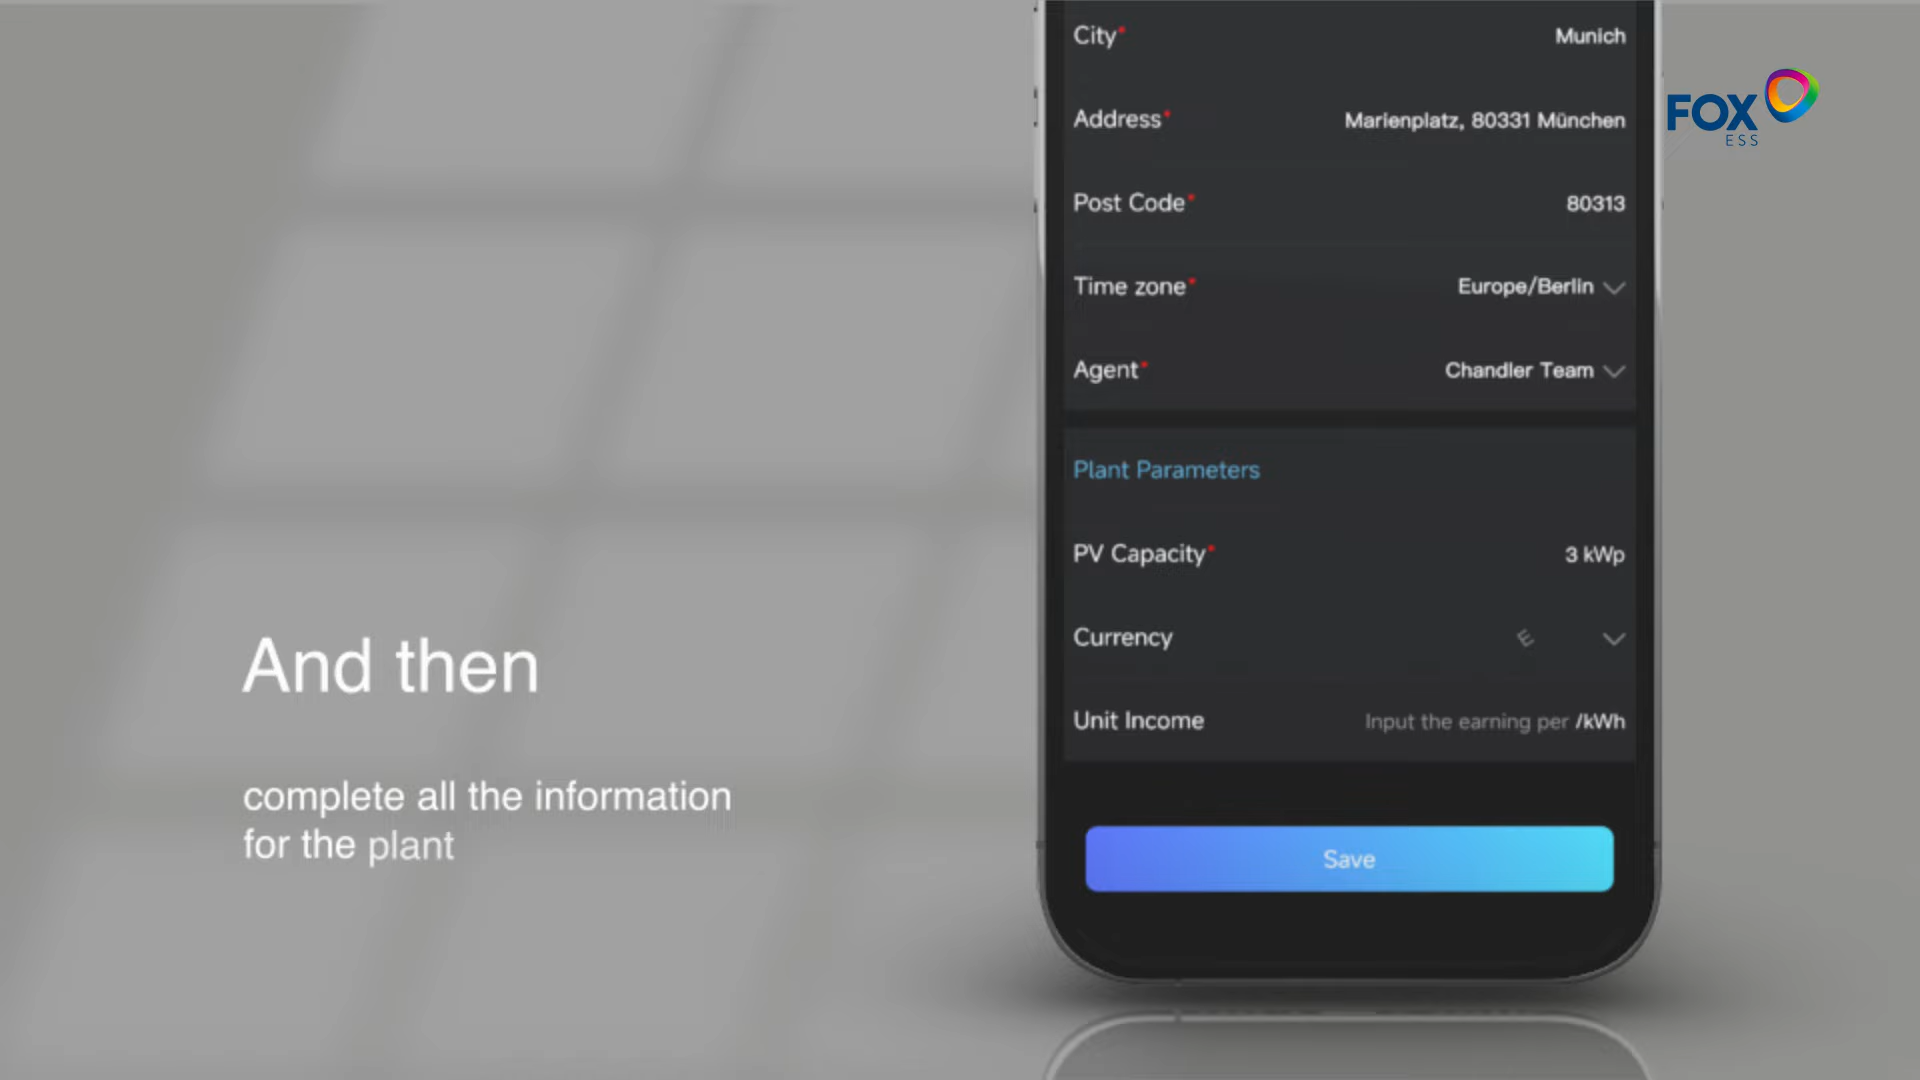 City* Munich
FOX
ESS
Address* Marienplatz, 80331 München
Post Code* 80313
Time zone* Europe/Berlin
Agent* Chandler Team
Plant Parameters
PV Capacity* 3 kWp
Currency E
Unit Income Input the earning per /kWh
Save
And then
complete all the information
for the plant